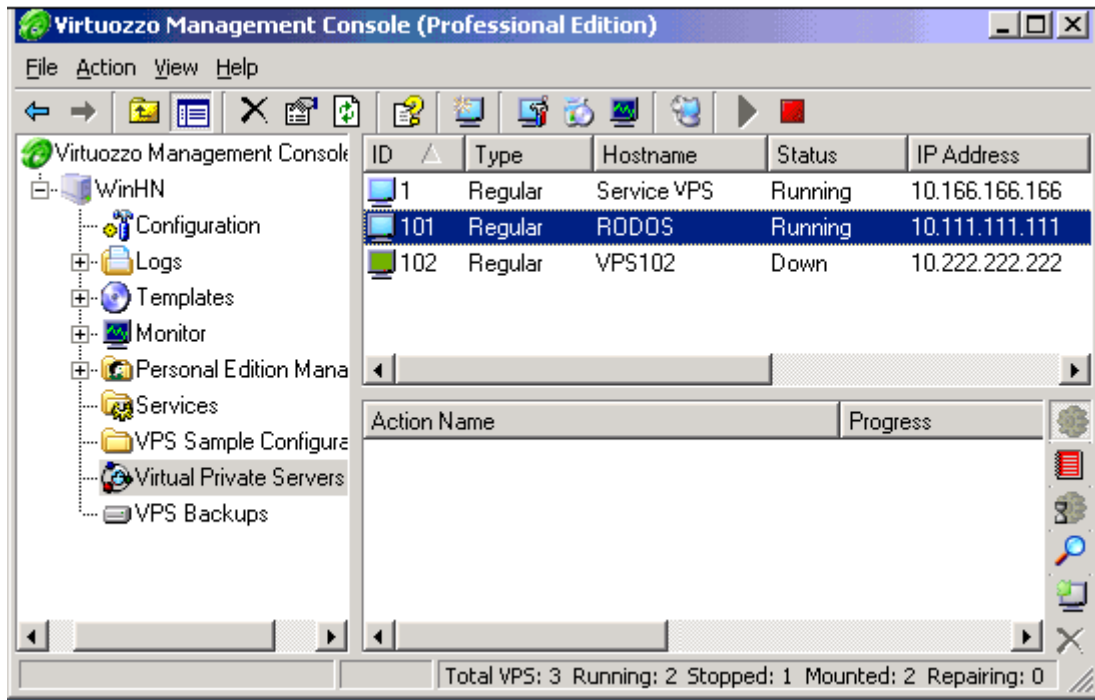 Virtuozzo Management Console (Professional Edition)
File Action View Help
Virtuozzo Management Console
WinHN
Configuration
Logs
Templates
Monitor
Personal Edition Mana
Services
VPS Sample Configura
Virtual Private Servers
VPS Backups
ID Type Hostname Status IP Address
1 Regular Service VPS Running 10.166.166.166
101 Regular RODOS Running 10.111.111.111
102 Regular VPS102 Down 10.222.222.222
Action Name Progress
Total VPS: 3 Running: 2 Stopped: 1 Mounted: 2 Repairing: 0